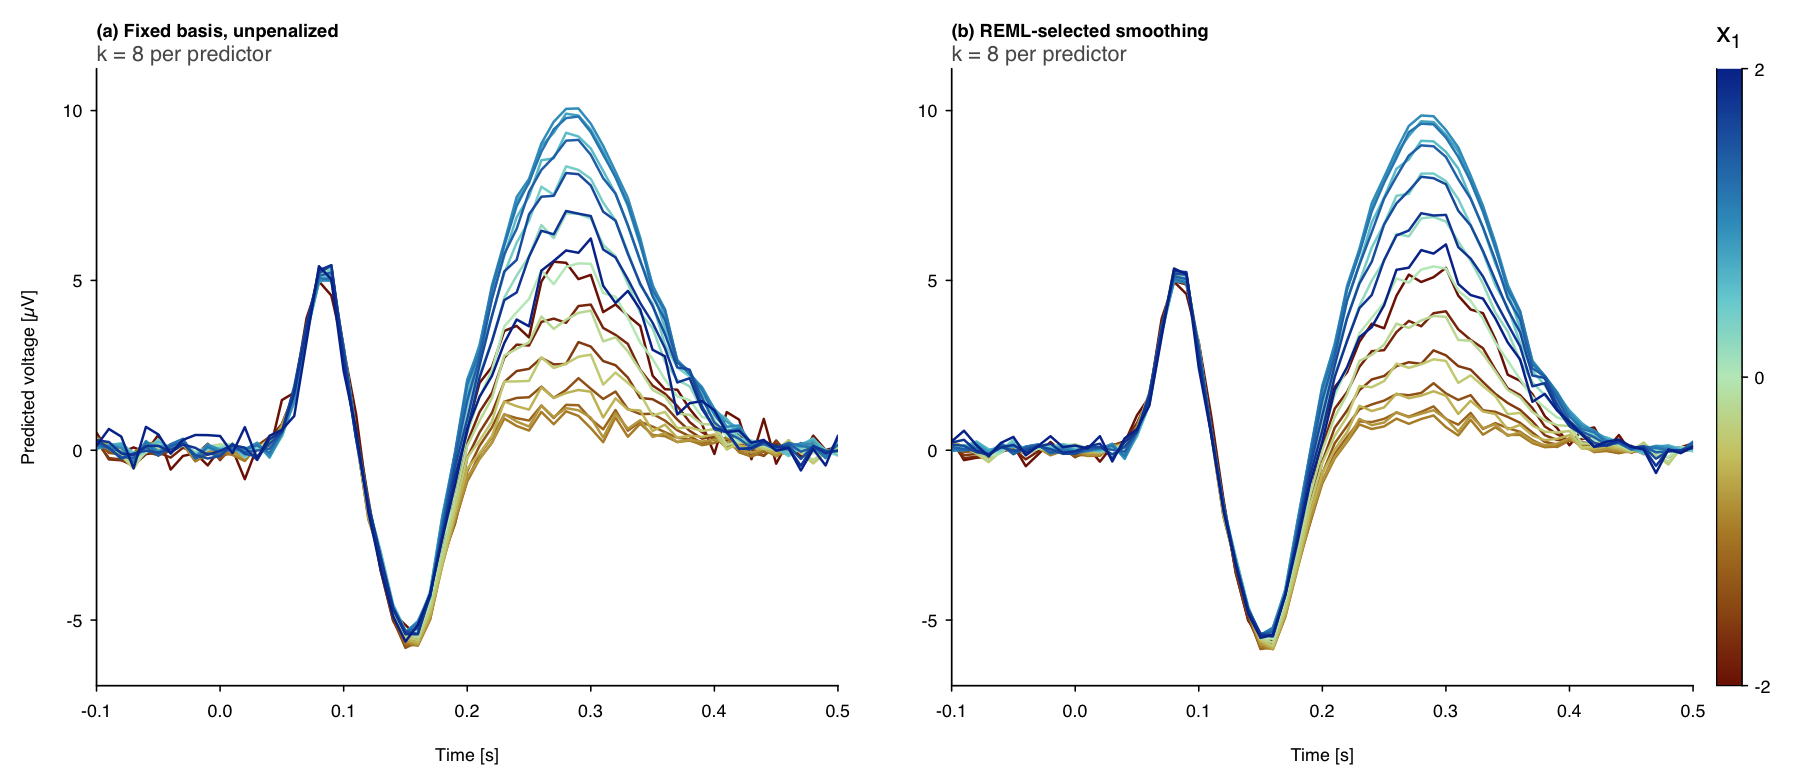 (a) Fixed basis, unpenalized
k = 8 per predictor
10
5
0
-5
Predicted voltage [µV]
-0.1 0.0 0.1 0.2 0.3 0.4 0.5
Time [s]
(b) REML-selected smoothing
k = 8 per predictor
10
5
0
-5
-0.1 0.0 0.1 0.2 0.3 0.4 0.5
Time [s]
x₁
2
0
-2